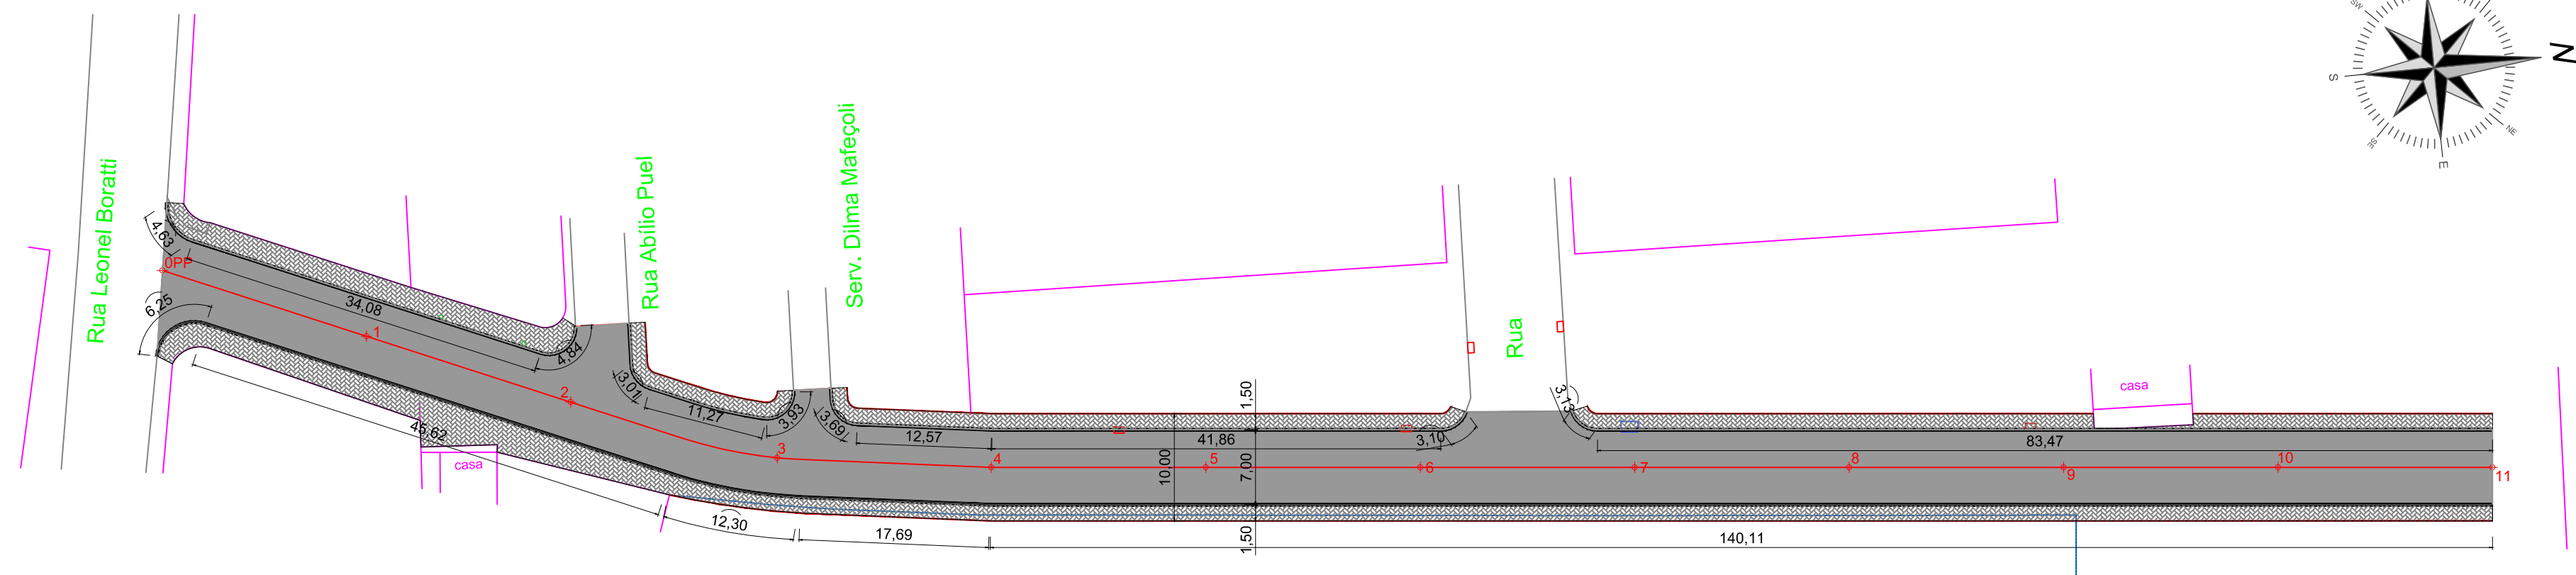 SW
N
S
NE
SE
E
Rua Leonel Boratti
Rua Abílio Puel
Serv. Dilma Mafeçoli
Rua
casa
casa
4,63
0PP
6,25
34,08
1
4,84
2
3,01
11,27
3,93
3,69
12,57
3
4
45,62
12,30
17,69
10,00
1,50
7,00
1,50
41,86
5
3,10
6
3,13
7
83,47
8
9
10
11
140,11